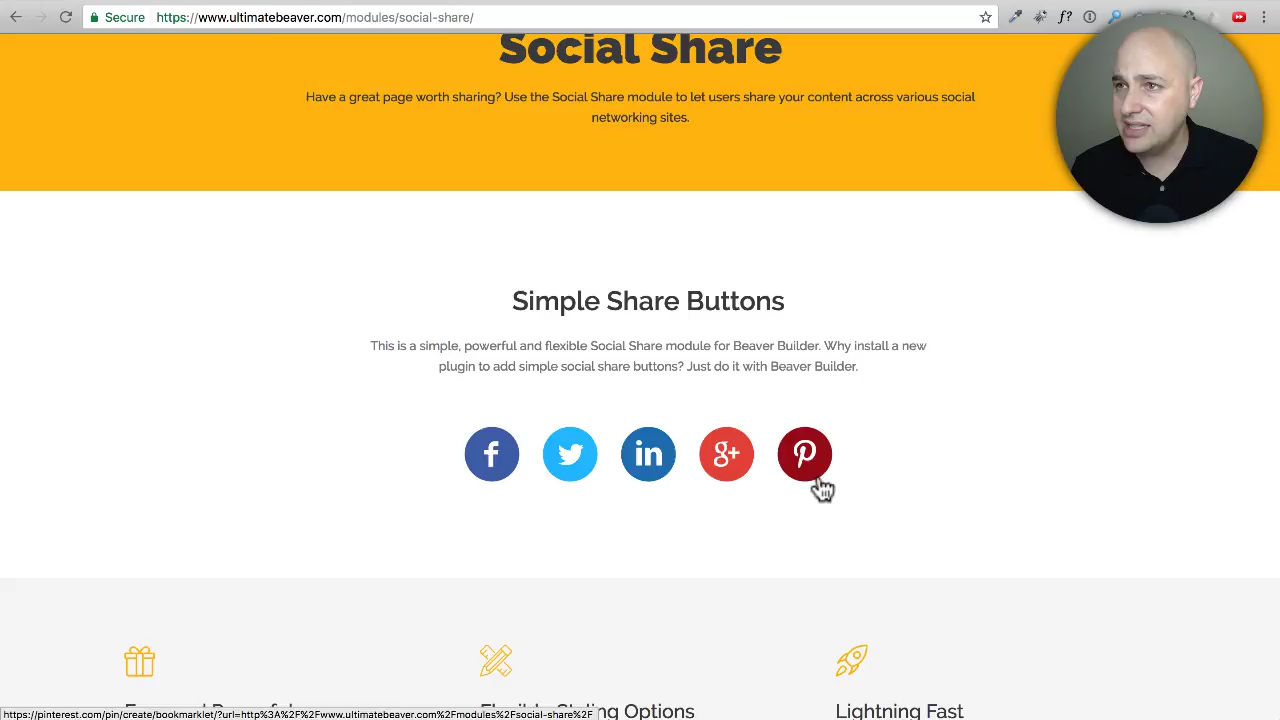 Secure https://www.ultimatebeaver.com/modules/social-share/
f?
Social Share
Have a great page worth sharing? Use the Social Share module to let users share your content across various social
networking sites.
Simple Share Buttons
This is a simple, powerful and flexible Social Share module for Beaver Builder. Why install a new
plugin to add simple social share buttons? Just do it with Beaver Builder.
f in g+
Flexible Styling Options
Lightning Fast
https://pinterest.com/pin/create/bookmarklet/?url=http%3A%2F%2Fwww.ultimatebeaver.com%2Fmodules%2Fsocial-share%2F